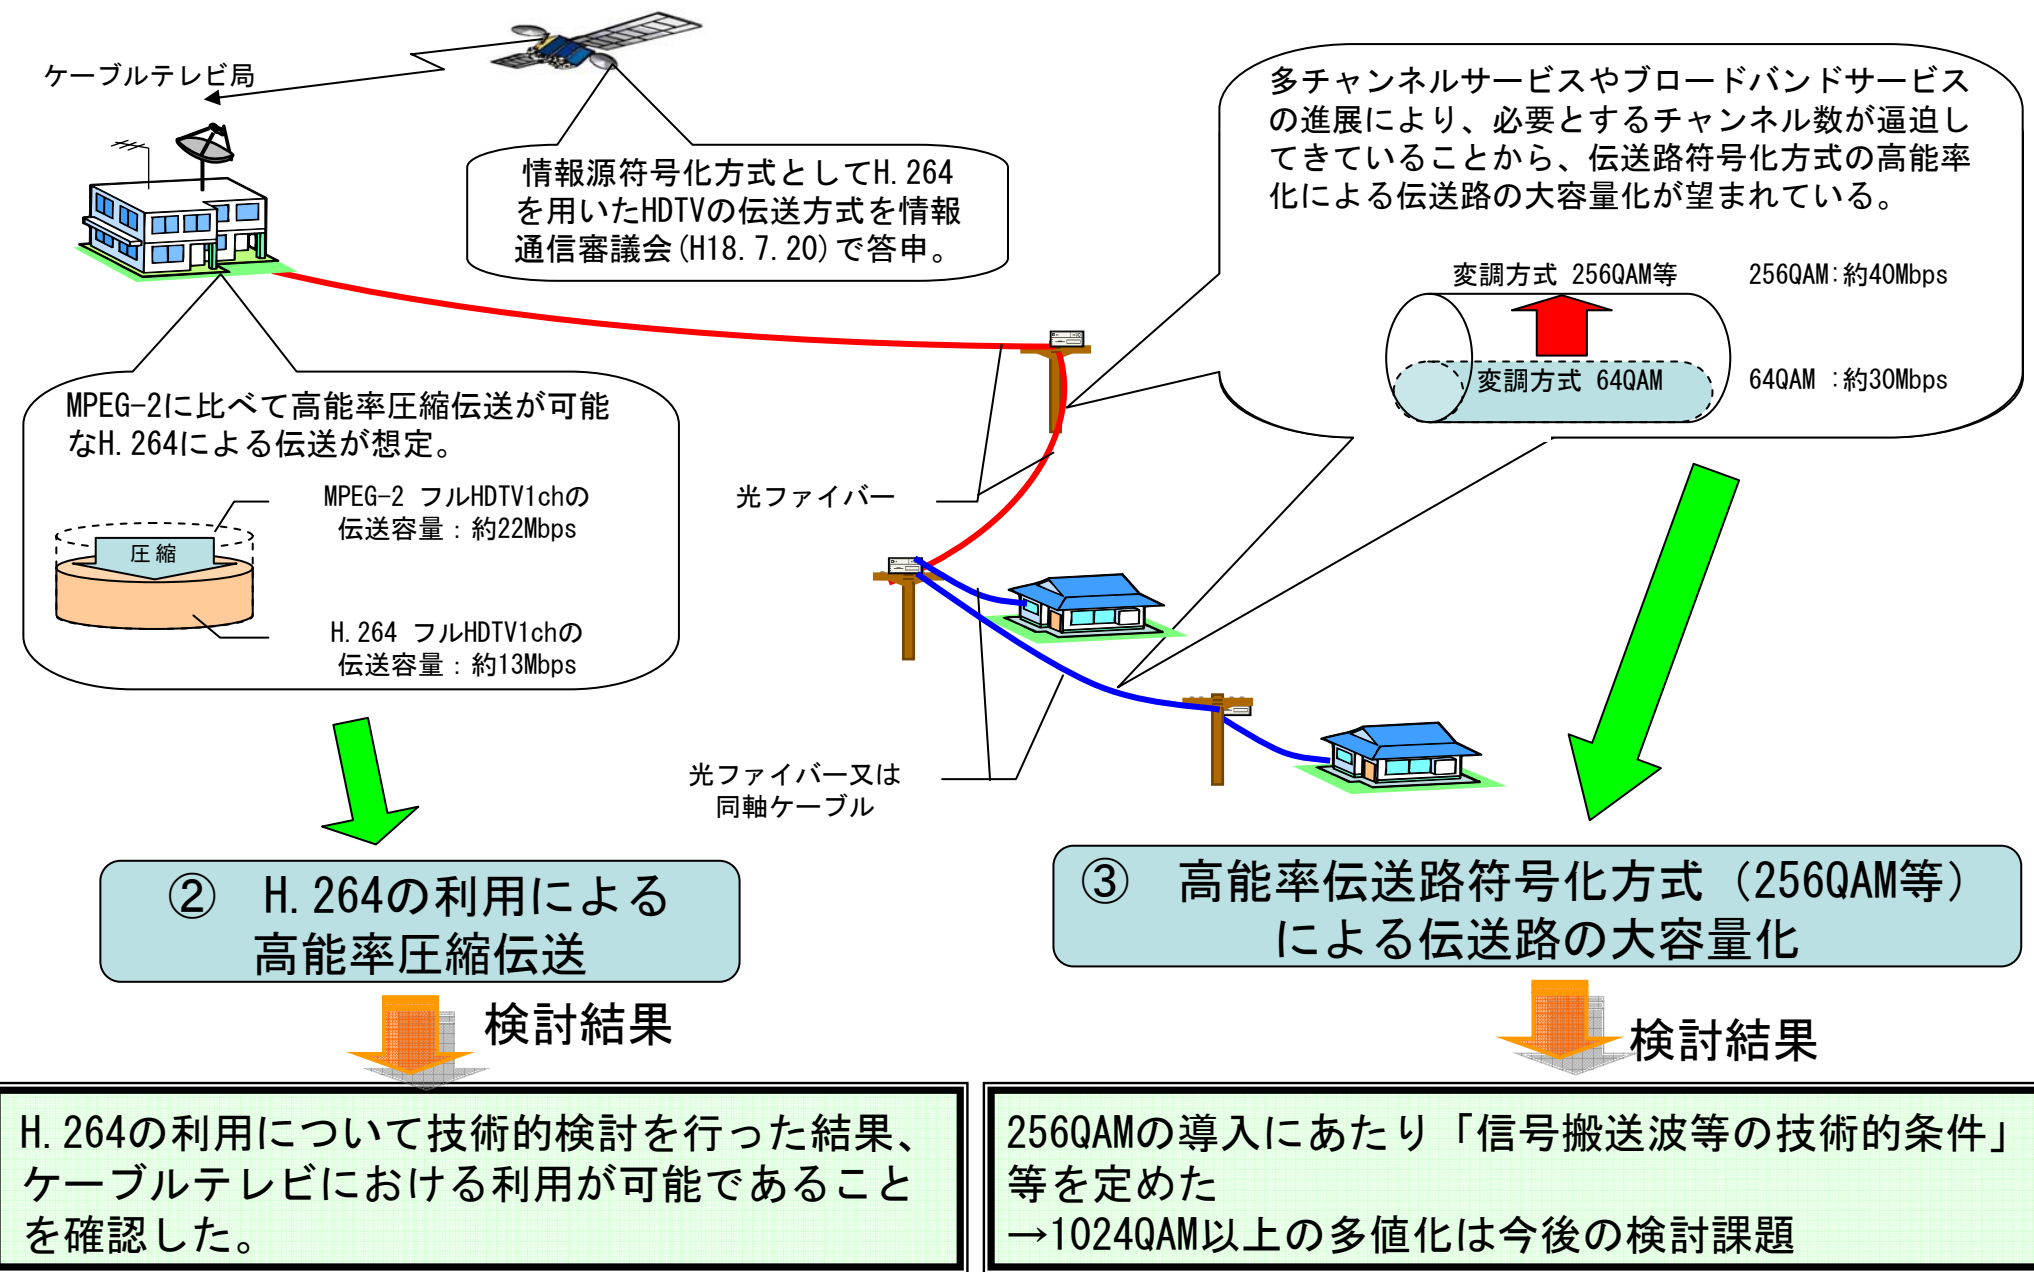 ケーブルテレビ局
情報源符号化方式としてH.264
を用いたHDTVの伝送方式を情報
通信審議会(H18.7.20)で答申。
多チャンネルサービスやブロードバンドサービス
の進展により、必要とするチャンネル数が逼迫し
てきていることから、伝送路符号化方式の高能率
化による伝送路の大容量化が望まれている。
変調方式 256QAM等
256QAM:約40Mbps
変調方式 64QAM
64QAM :約30Mbps
MPEG-2に比べて高能率圧縮伝送が可能
なH.264による伝送が想定。
MPEG-2 フルHDTV1chの
伝送容量：約22Mbps
圧縮
H.264 フルHDTV1chの
伝送容量：約13Mbps
光ファイバー
光ファイバー又は
同軸ケーブル
② H.264の利用による
高能率圧縮伝送
③ 高能率伝送路符号化方式（256QAM等）
による伝送路の大容量化
検討結果
検討結果
H.264の利用について技術的検討を行った結果、
ケーブルテレビにおける利用が可能であること
を確認した。
256QAMの導入にあたり「信号搬送波等の技術的条件」
等を定めた
→1024QAM以上の多値化は今後の検討課題